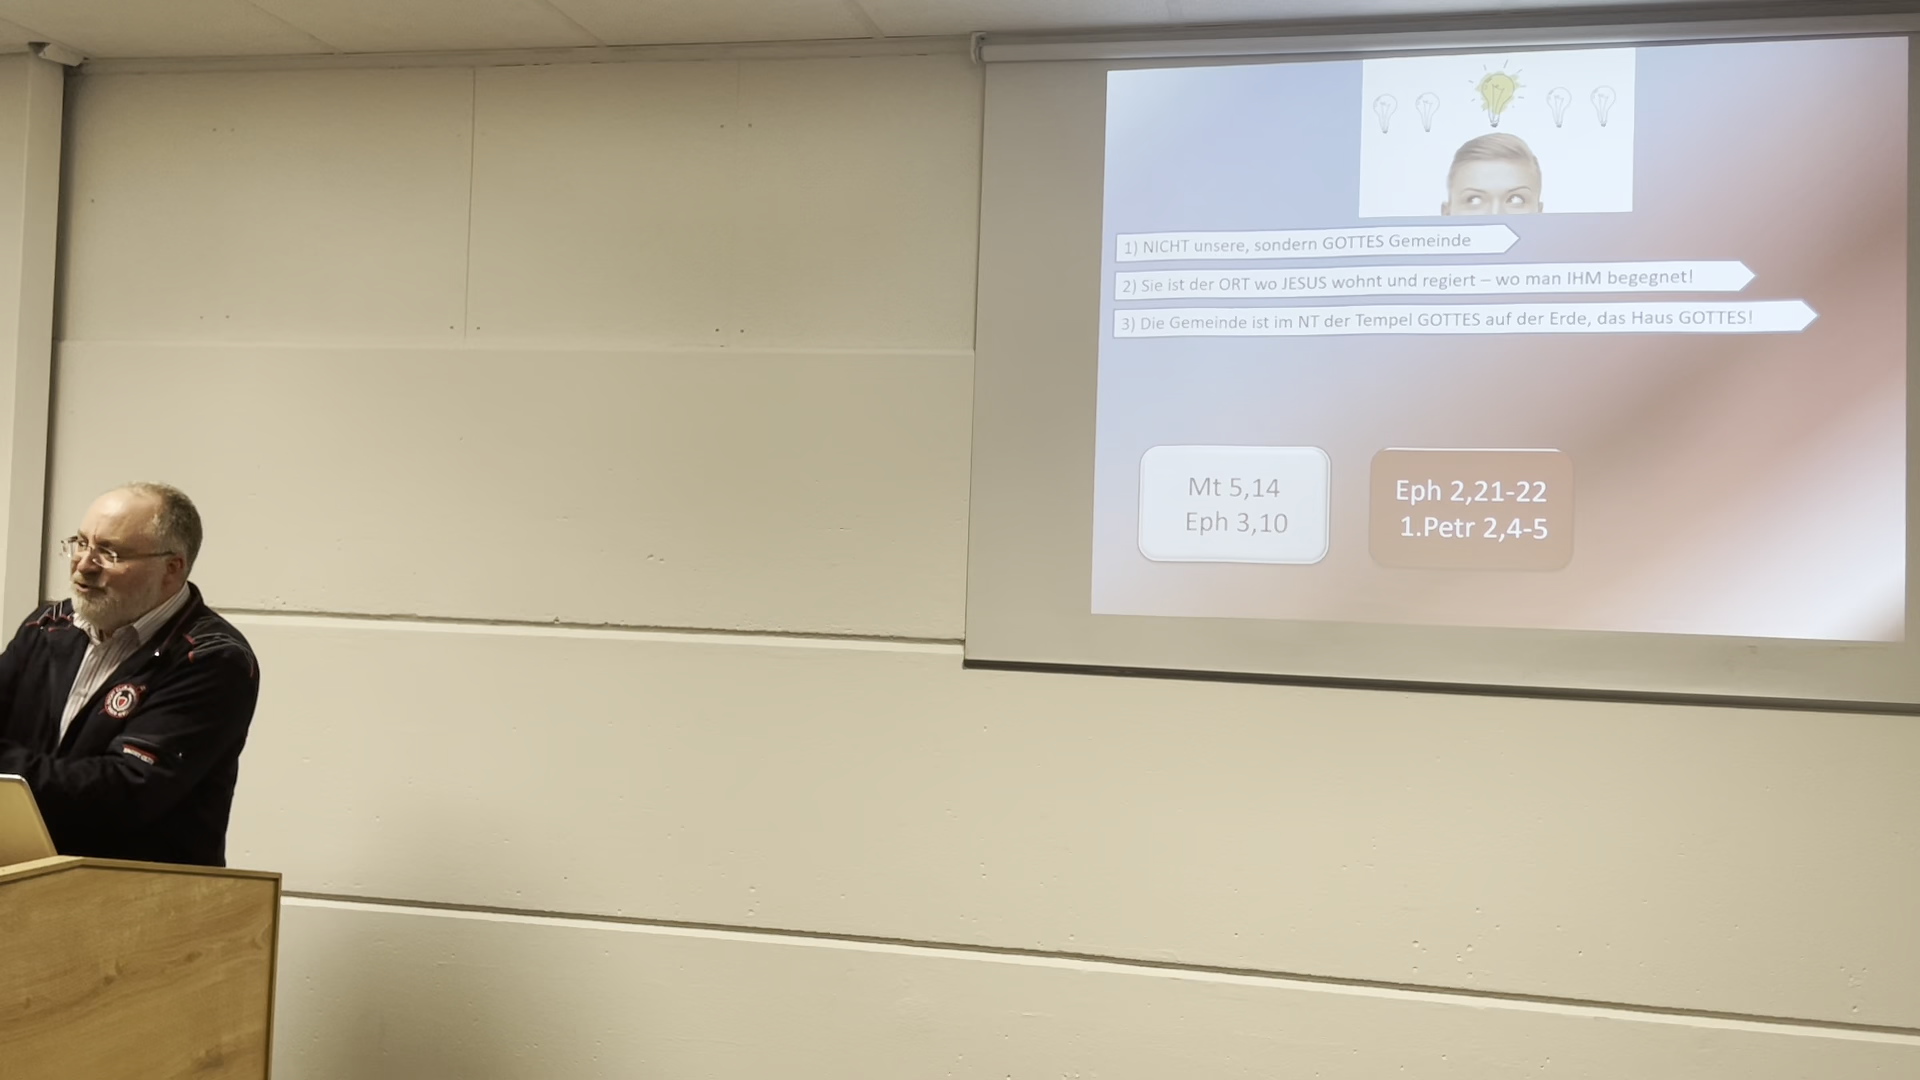 1) NICHT unsere, sondern GOTTES Gemeinde
2) Sie ist der ORT wo JESUS wohnt und regiert – wo man IHM begegnet!
3) Die Gemeinde ist im NT der Tempel GOTTES auf der Erde, das Haus GOTTES!
Mt 5,14
Eph 3,10
Eph 2,21-22
1.Petr 2,4-5